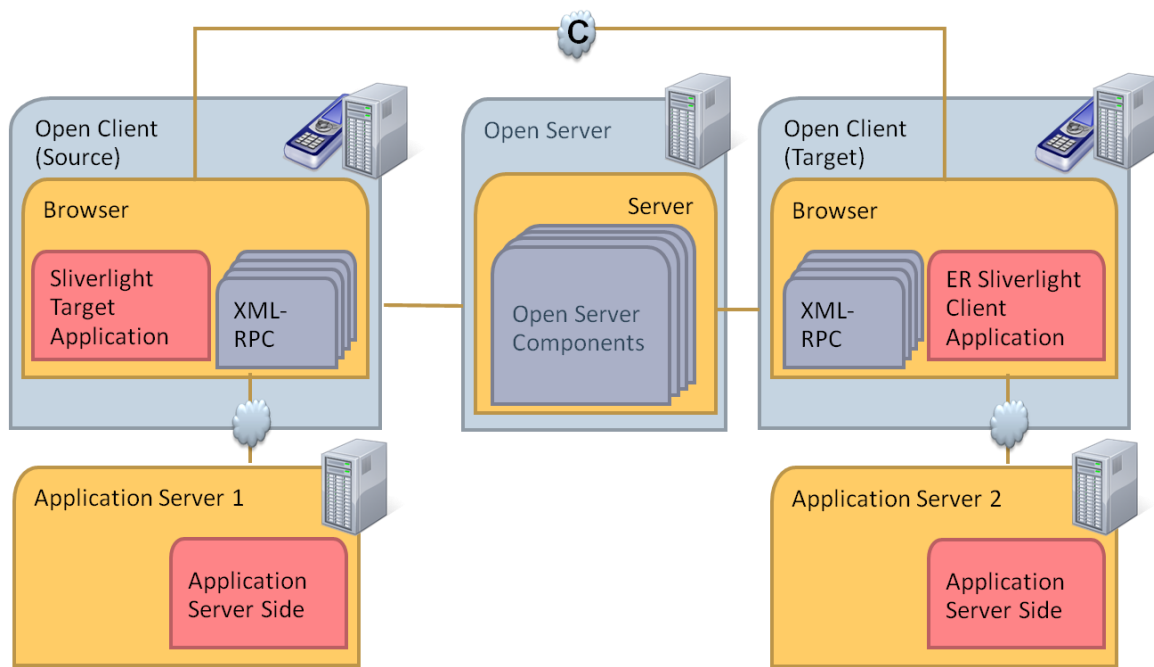 C
Open Client
(Source)
Browser
Sliverlight
Target
Application
XML-
RPC
Open Server
Server
Open Server
Components
Open Client
(Target)
Browser
XML-
RPC
ER Sliverlight
Client
Application
Application Server 1
Application
Server Side
Application Server 2
Application
Server Side